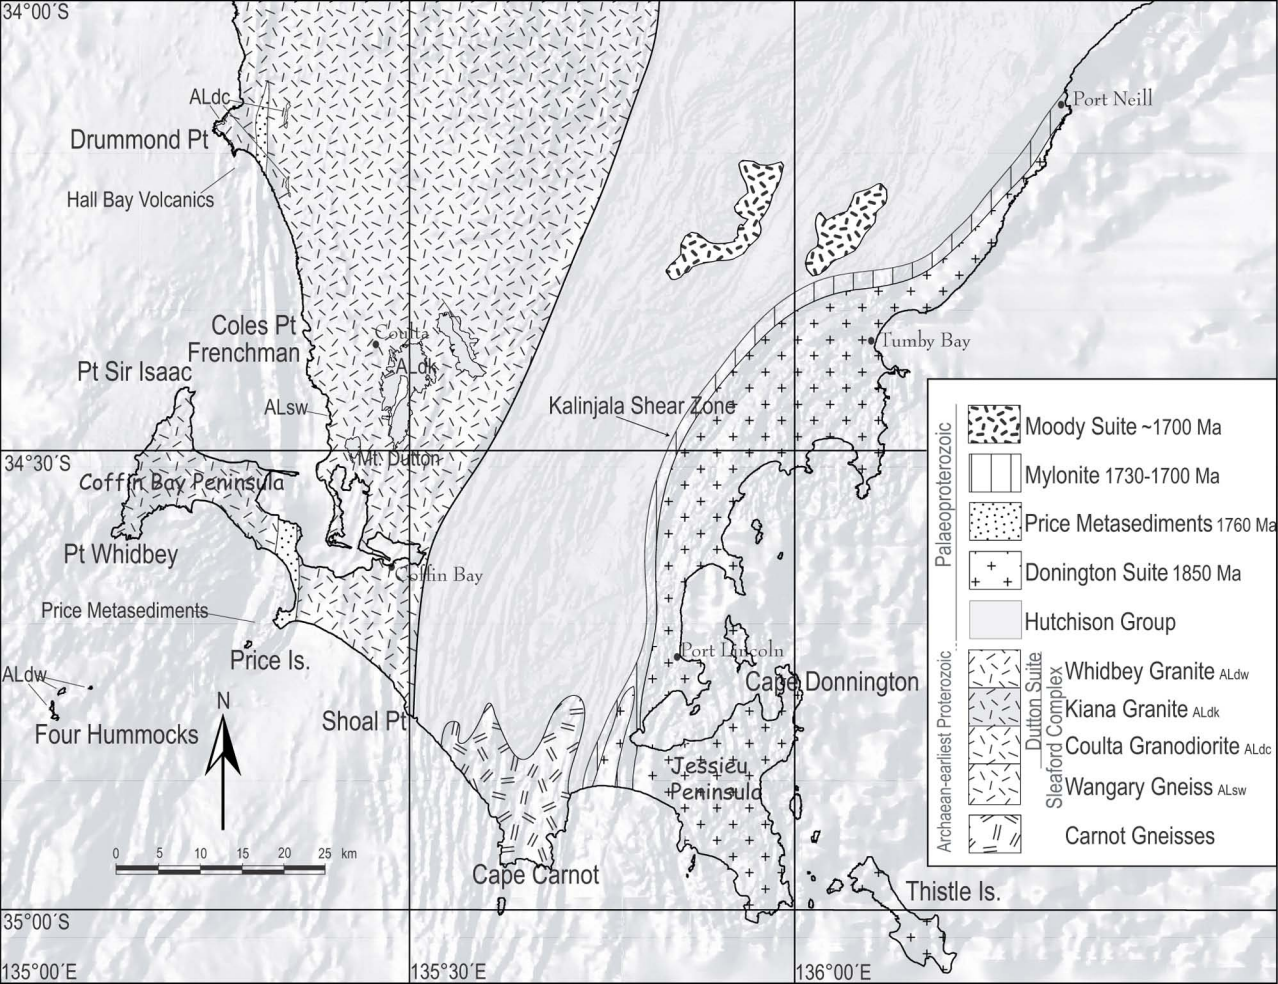 34°00´S
ALdc
Port Neill
Drummond Pt
Hall Bay Volcanics
Coles Pt
Frenchman
Coulta
Tumby Bay
Pt Sir Isaac
ALdk
ALsw
Kalinjala Shear Zone
34°30´S
Mt. Dutton
Coffin Bay Peninsula
Pt Whidbey
Coffin Bay
Price Metasediments
Price Is.
Port Lincoln
ALdw
Cape Donnington
N
Four Hummocks
Shoal Pt
Jessieu
Peninsula
0 5 10 15 20 25 km
Cape Carnot
Thistle Is.
35°00´S
135°00´E
135°30´E
136°00´E
Palaeoproterozoic
Moody Suite ~1700 Ma
Mylonite 1730-1700 Ma
Price Metasediments 1760 Ma
Donington Suite 1850 Ma
Hutchison Group
Archaean-earliest Proterozoic
Dutton Suite
Sleaford Complex
Whidbey Granite ALdw
Kiana Granite ALdk
Coulta Granodiorite ALdc
Wangary Gneiss ALsw
Carnot Gneisses